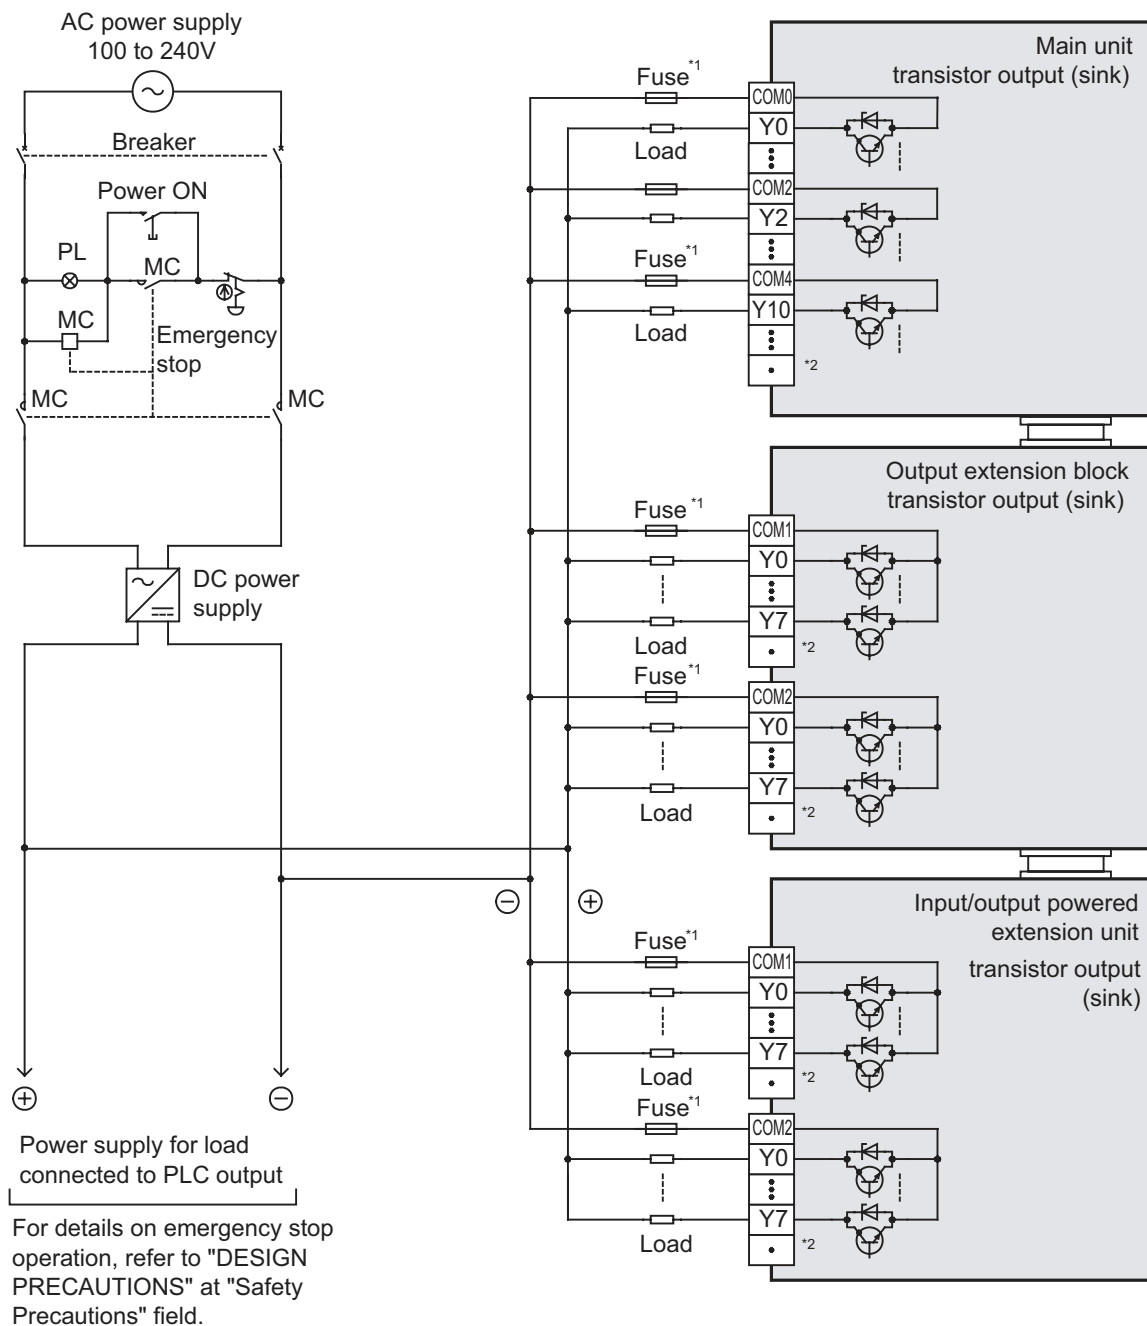 AC power supply
100 to 240V
Breaker
Power ON
PL
MC
MC
Emergency
stop
MC
MC
DC power
supply
⊕
⊖
Power supply for load
connected to PLC output
For details on emergency stop
operation, refer to "DESIGN
PRECAUTIONS" at "Safety
Precautions" field.
⊖
⊕
Main unit
transistor output (sink)
Fuse*1
COM0
Y0
Load
COM2
Y2
Fuse*1
COM4
Y10
Load
*2
Output extension block
transistor output (sink)
Fuse*1
COM1
Y0
Y7
Load
*2
Fuse*1
COM2
Y0
Y7
Load
*2
Input/output powered
extension unit
transistor output
(sink)
Fuse*1
COM1
Y0
Y7
Load
*2
Fuse*1
COM2
Y0
Y7
Load
*2